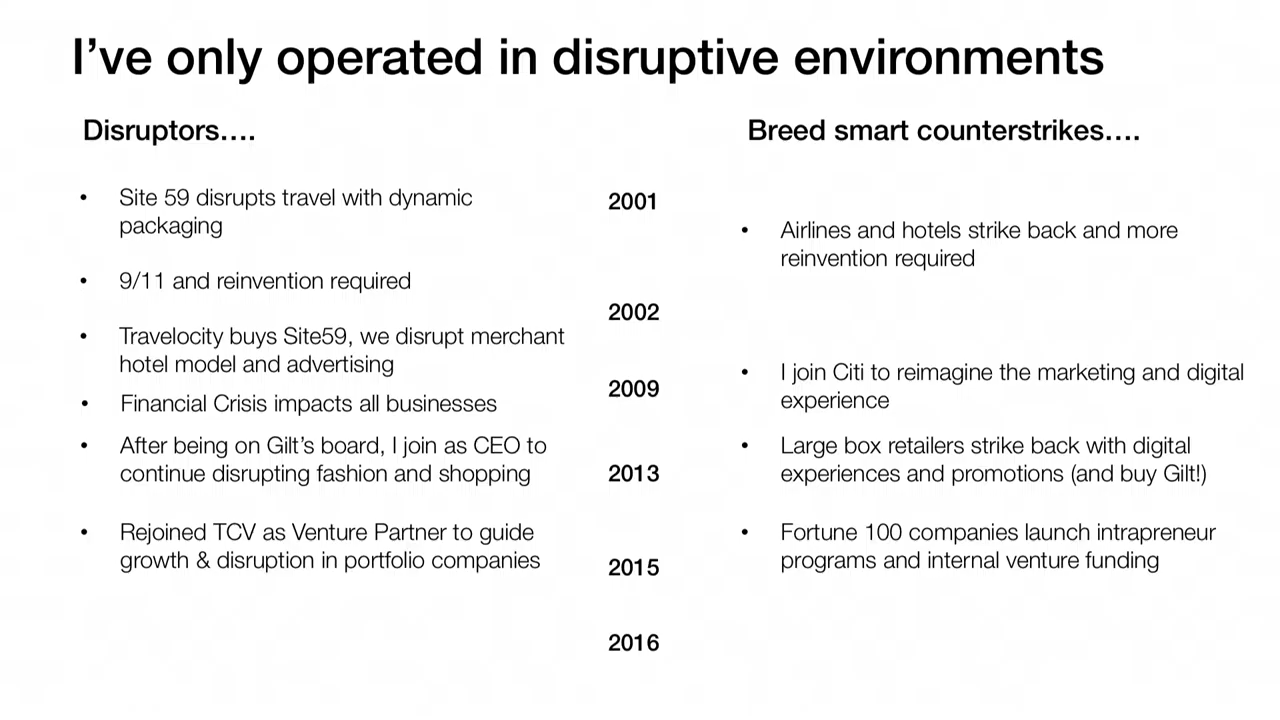 I’ve only operated in disruptive environments
Disruptors….
• Site 59 disrupts travel with dynamic
packaging
• 9/11 and reinvention required
• Travelocity buys Site59, we disrupt merchant
hotel model and advertising
• Financial Crisis impacts all businesses
• After being on Gilt’s board, I join as CEO to
continue disrupting fashion and shopping
• Rejoined TCV as Venture Partner to guide
growth & disruption in portfolio companies
2001
2002
2009
2013
2015
2016
Breed smart counterstrikes….
• Airlines and hotels strike back and more
reinvention required
• I join Citi to reimagine the marketing and digital
experience
• Large box retailers strike back with digital
experiences and promotions (and buy Gilt!)
• Fortune 100 companies launch intrapreneur
programs and internal venture funding